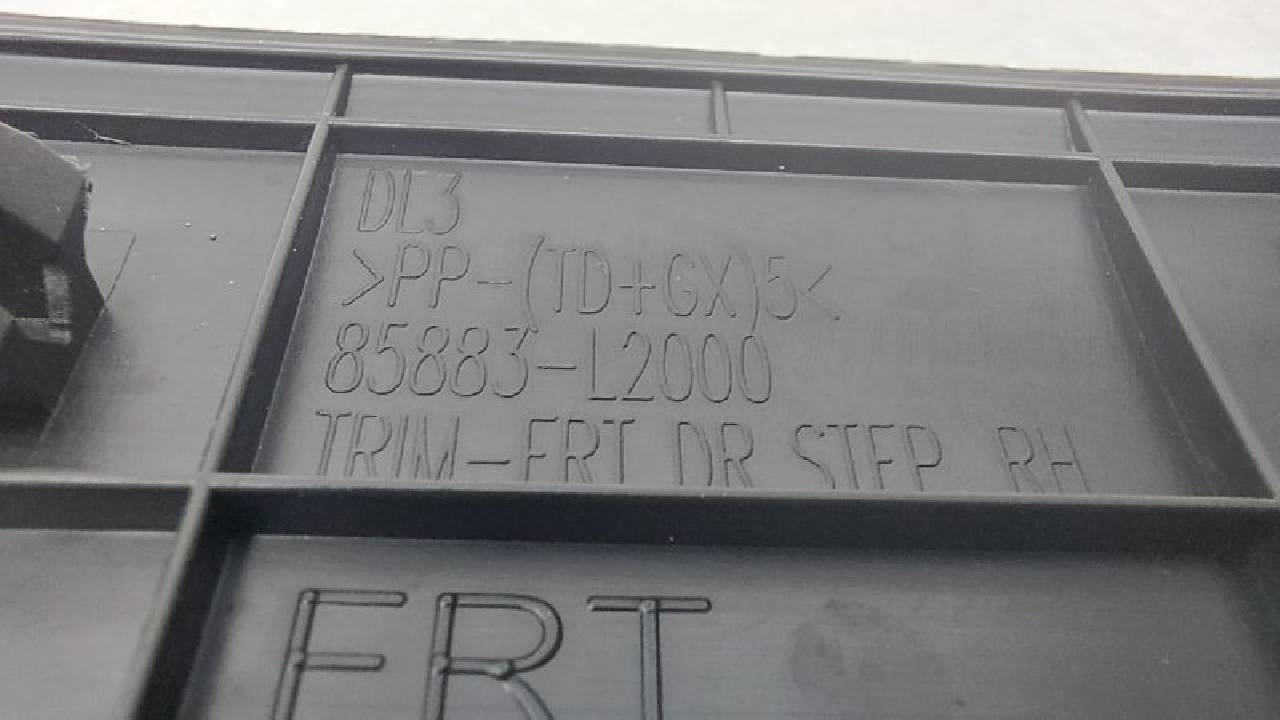 DL3
>PP-(TD+GX)5<
85883-L2000
TRIM-FRT DR STEP, RH
FRT